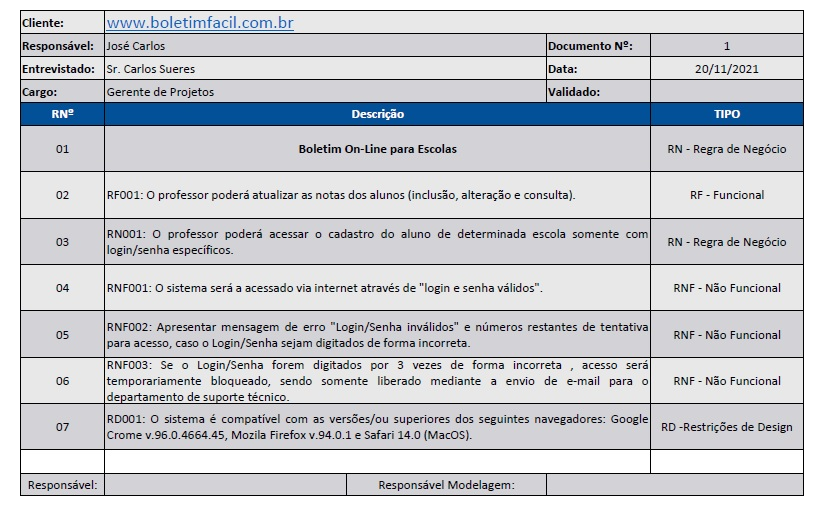 Cliente: www.boletimfacil.com.br
Responsável: José Carlos Documento Nº: 1
Entrevistado: Sr. Carlos Sueres Data: 20/11/2021
Cargo: Gerente de Projetos Validado:
RNº Descrição TIPO
01 Boletim On-Line para Escolas RN - Regra de Negócio
02 RF001: O professor poderá atualizar as notas dos alunos (inclusão, alteração e consulta). RF - Funcional
03 RN001: O professor poderá acessar o cadastro do aluno de determinada escola somente com
login/senha específicos. RN - Regra de Negócio
04 RNF001: O sistema será a acessado via internet através de "login e senha válidos". RNF - Não Funcional
05 RNF002: Apresentar mensagem de erro "Login/Senha inválidos" e números restantes de tentativa
para acesso, caso o Login/Senha sejam digitados de forma incorreta. RNF - Não Funcional
06 RNF003: Se o Login/Senha forem digitados por 3 vezes de forma incorreta , acesso será
temporariamente bloqueado, sendo somente liberado mediante a envio de e-mail para o
departamento de suporte técnico. RNF - Não Funcional
07 RD001: O sistema é compatível com as versões/ou superiores dos seguintes navegadores: Google
Crome v.96.0.4664.45, Mozila Firefox v.94.0.1 e Safari 14.0 (MacOS). RD -Restrições de Design
Responsável: Responsável Modelagem: